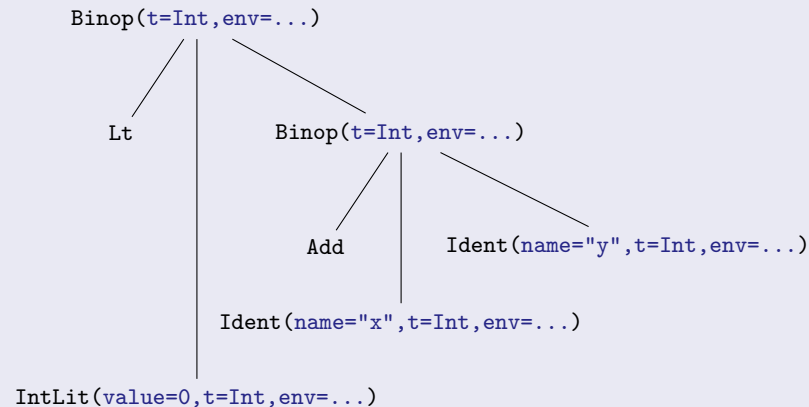 Binop(t=Int,env=...)
Lt
Binop(t=Int,env=...)
Add
Ident(name="y",t=Int,env=...)
Ident(name="x",t=Int,env=...)
IntLit(value=0,t=Int,env=...)